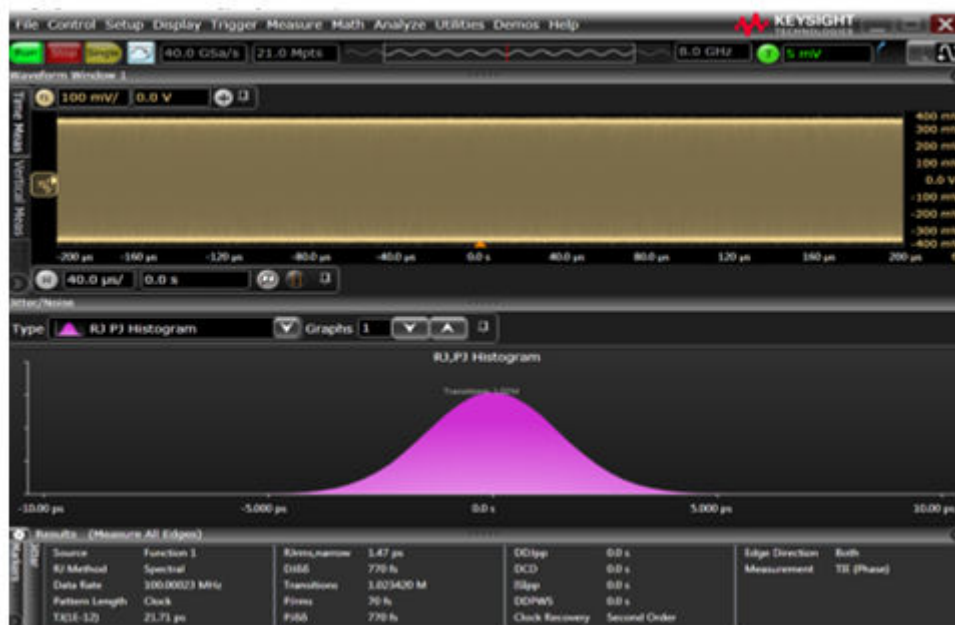 File Control Setup Display Trigger Measure Math Analyze Utilities Demos Help
KEYSIGHT
TECHNOLOGIES
Run Stop Single 40.0 GSa/s 21.0 Mpts 8.0 GHz T 5 mV
Waveform Window 1
100 mV/ 0.0 V
Time Meas
Vertical Meas
400 mV
300 mV
200 mV
100 mV
0.0 V
-100 mV
-200 mV
-300 mV
-400 mV
-200 µs -160 µs -120 µs -80.0 µs -40.0 µs 0.0 s 40.0 µs 80.0 µs 120 µs 160 µs 200 µs
H 40.0 µs/ 0.0 s
Jitter/Noise
Type RJ PJ Histogram Graphs 1
RJ,PJ Histogram
-10.00 ps -5.000 ps 0.0 s 5.000 ps 10.00 ps
Results (Measure All Edges)
Source Function 1 RJrms,narrow 1.47 ps DDJpp 0.0 s Edge Direction Both
RJ Method Spectral DJδδ 770 fs DCD 0.0 s Measurement TIE (Phase)
Data Rate 100.00023 MHz Transitions 1.023420 M ISIpp 0.0 s
Pattern Length Clock PJrms 70 fs DDPWS 0.0 s
TJ(1E-12) 21.71 ps PJδδ 770 fs Clock Recovery Second Order